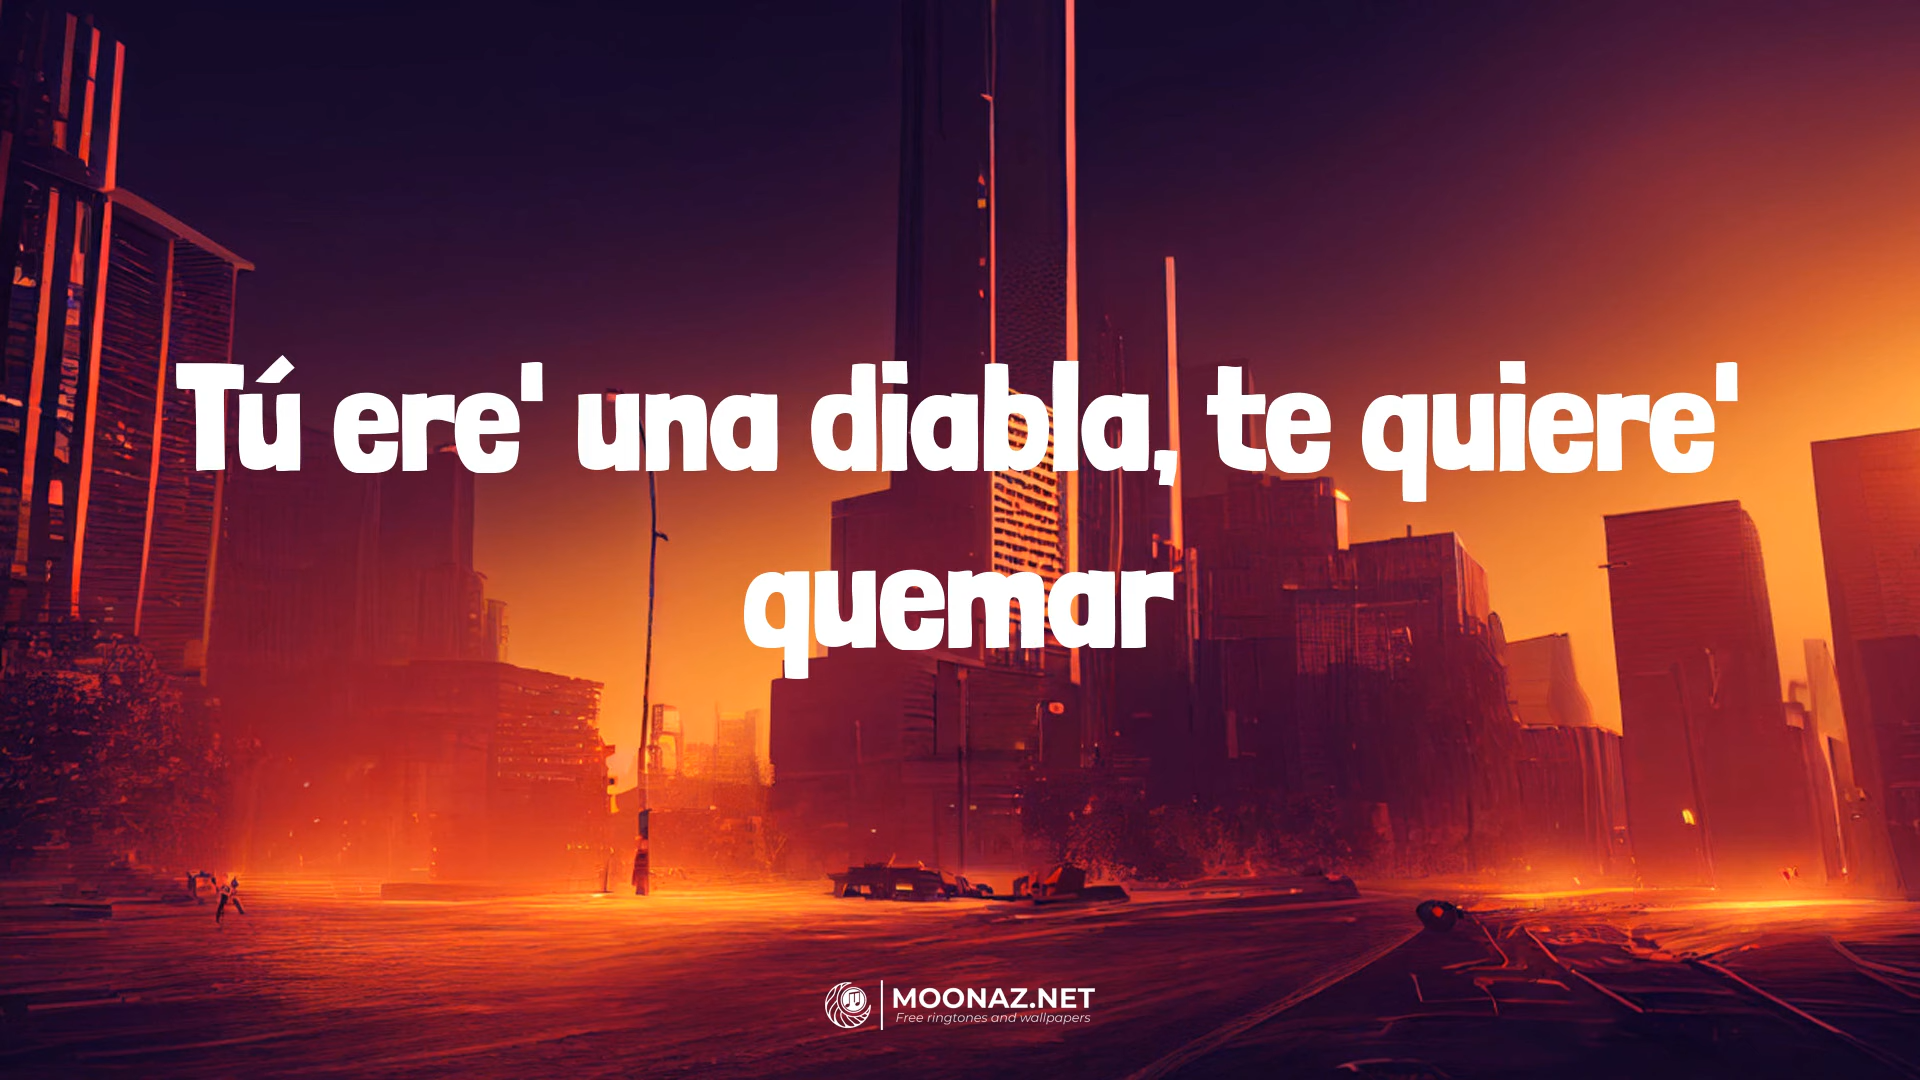 Tú ere' una diabla, te quiere'
quemar
MOONAZ.NET
Free ringtones and wallpapers